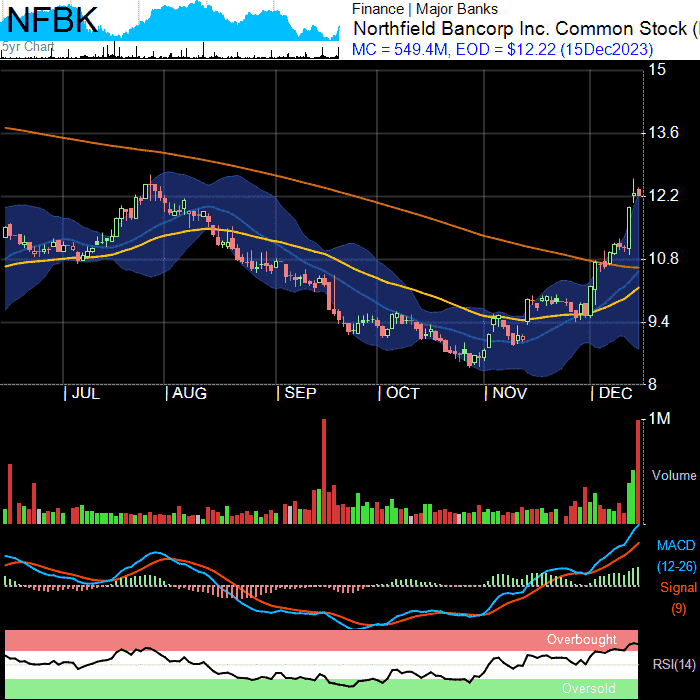 NFBK
5yr Chart
Finance | Major Banks
Northfield Bancorp Inc. Common Stock (
MC = 549.4M, EOD = $12.22 (15Dec2023)
15
13.6
12.2
10.8
9.4
8
JUL AUG SEP OCT NOV DEC
1M
Volume
MACD
(12-26)
Signal
(9)
Overbought
RSI(14)
Oversold